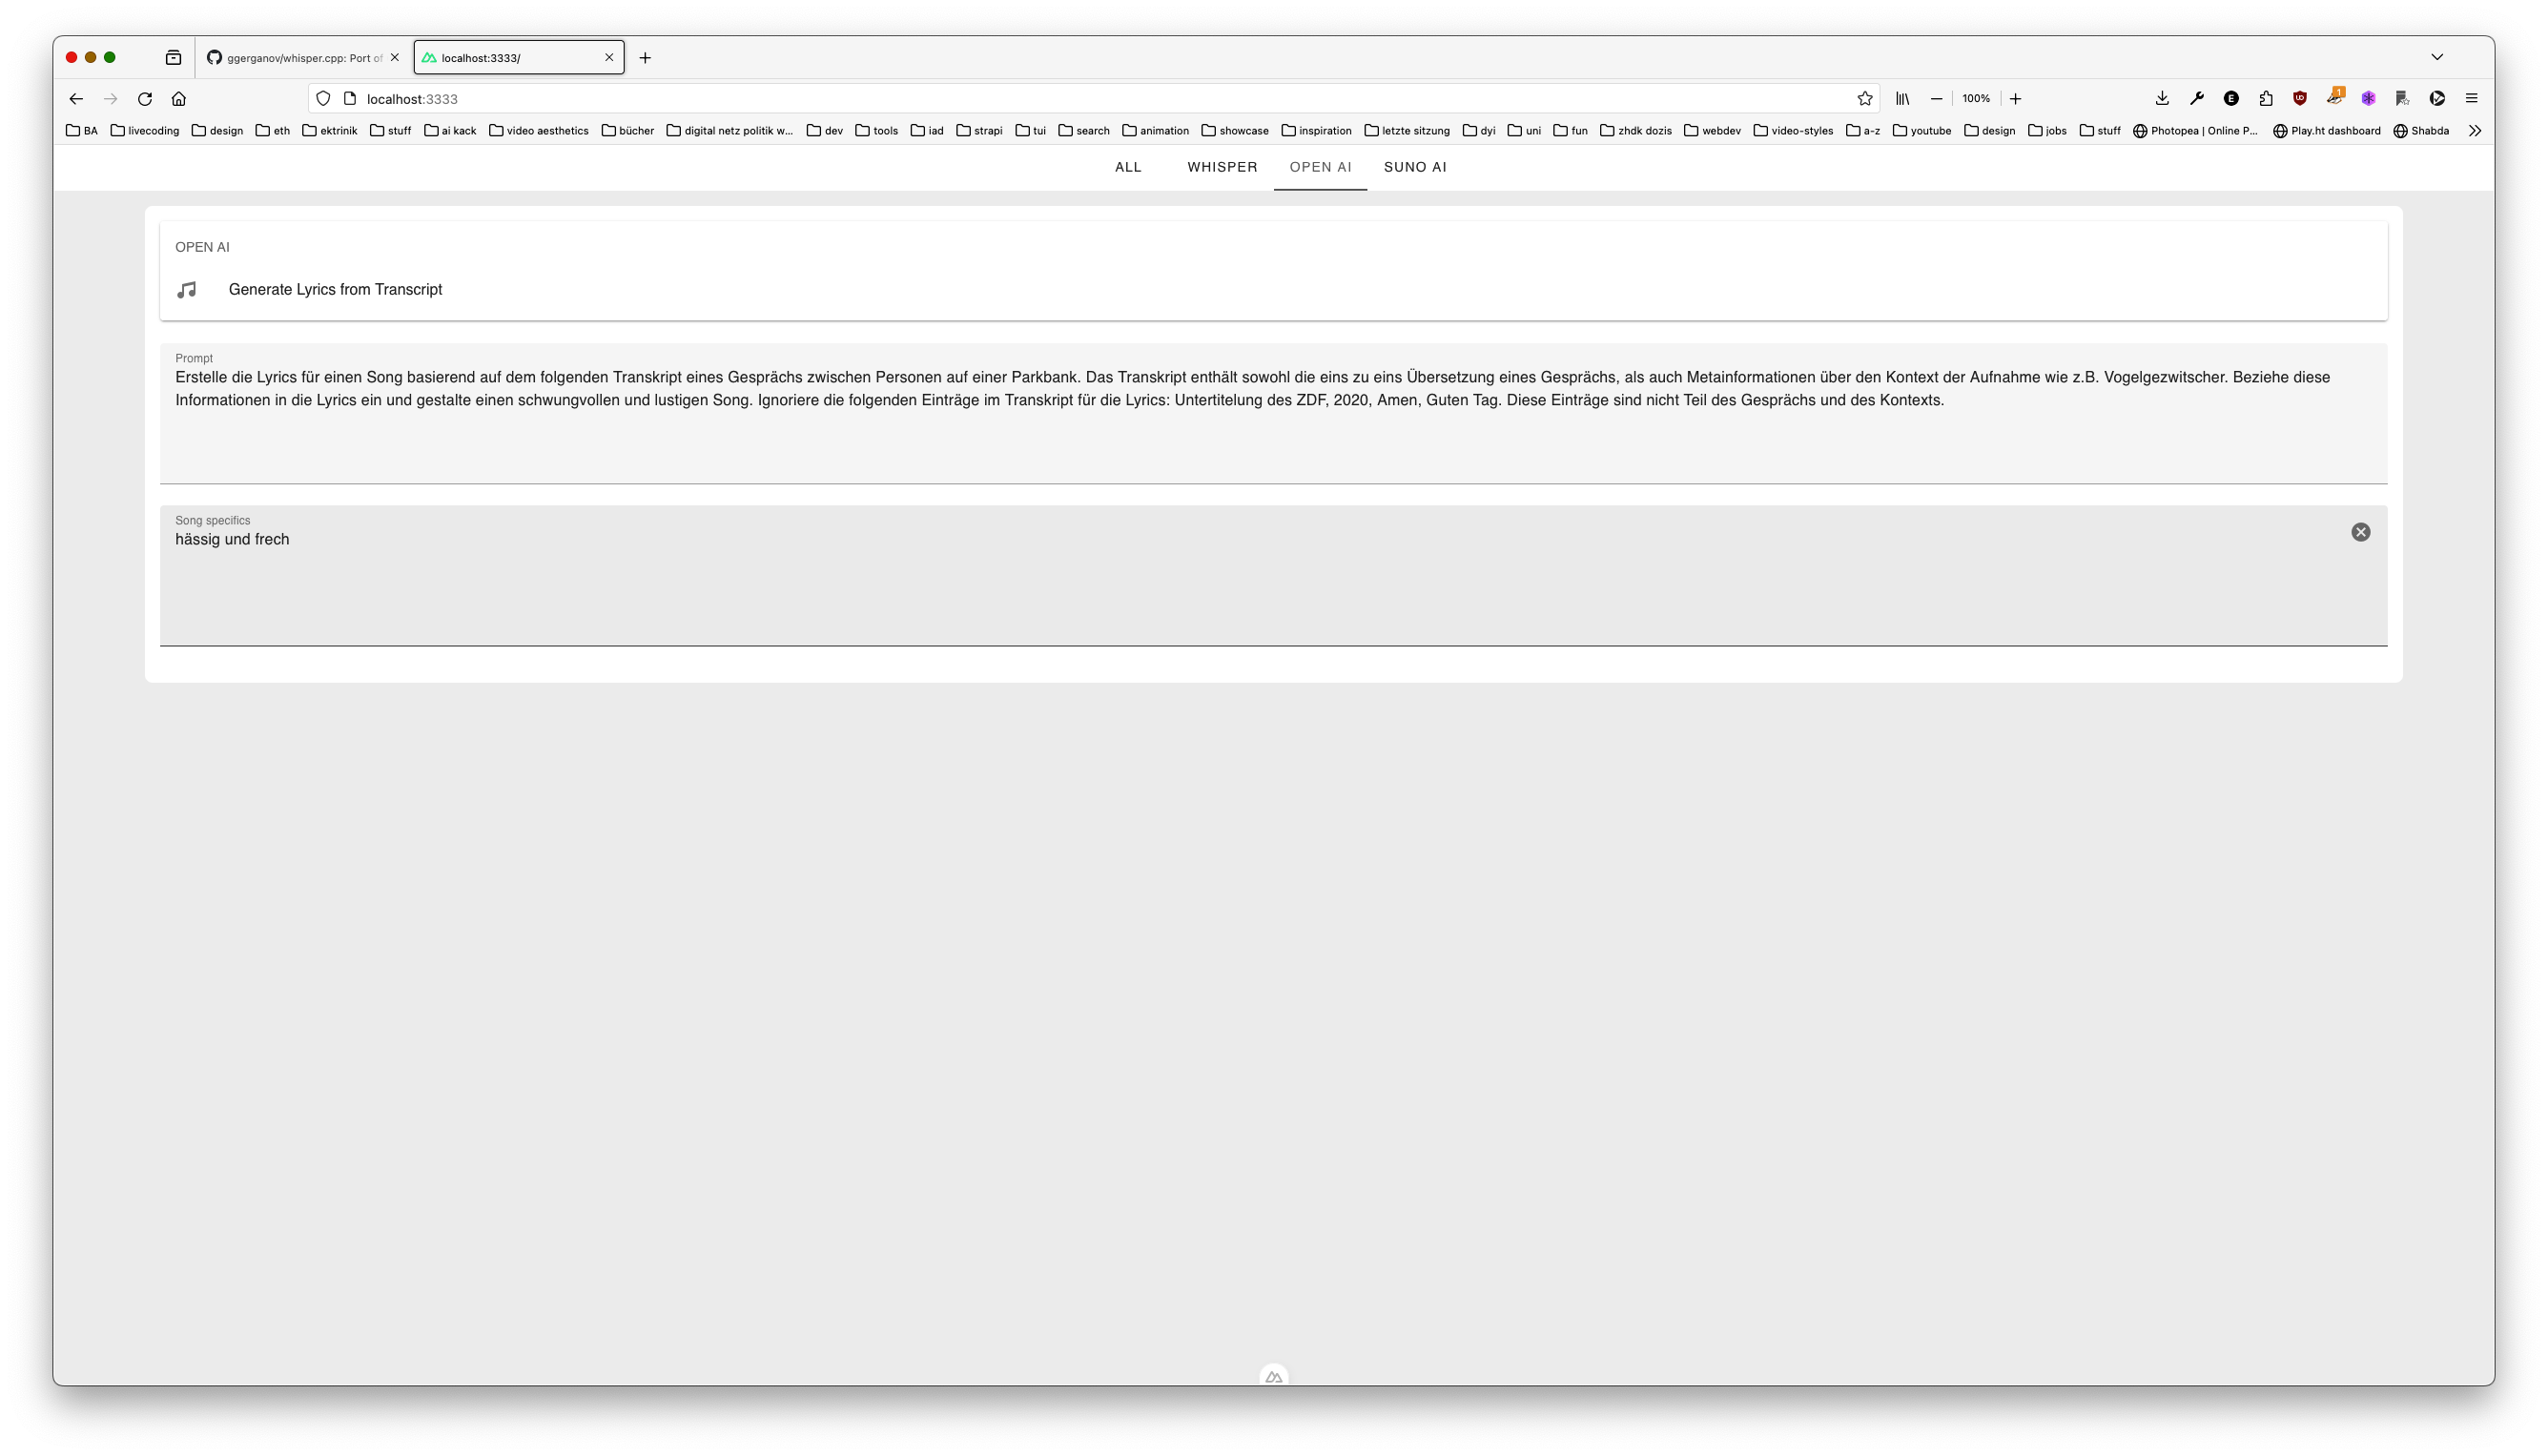 ggerganov/whisper.cpp: Port of
localhost:3333/
localhost:3333
100%
1
BA livecoding design eth ektrinik stuff ai kack video aesthetics bücher digital netz politik w... dev tools iad strapi tui search animation showcase inspiration letzte sitzung dyi uni fun zhdk dozis webdev video-styles a-z youtube design jobs stuff Photopea | Online P... Play.ht dashboard Shabda
ALL WHISPER OPEN AI SUNO AI
OPEN AI
Generate Lyrics from Transcript
Prompt
Erstelle die Lyrics für einen Song basierend auf dem folgenden Transkript eines Gesprächs zwischen Personen auf einer Parkbank. Das Transkript enthält sowohl die eins zu eins Übersetzung eines Gesprächs, als auch Metainformationen über den Kontext der Aufnahme wie z.B. Vogelgezwitscher. Beziehe diese
Informationen in die Lyrics ein und gestalte einen schwungvollen und lustigen Song. Ignoriere die folgenden Einträge im Transkript für die Lyrics: Untertitelung des ZDF, 2020, Amen, Guten Tag. Diese Einträge sind nicht Teil des Gesprächs und des Kontexts.
Song specifics
hässig und frech